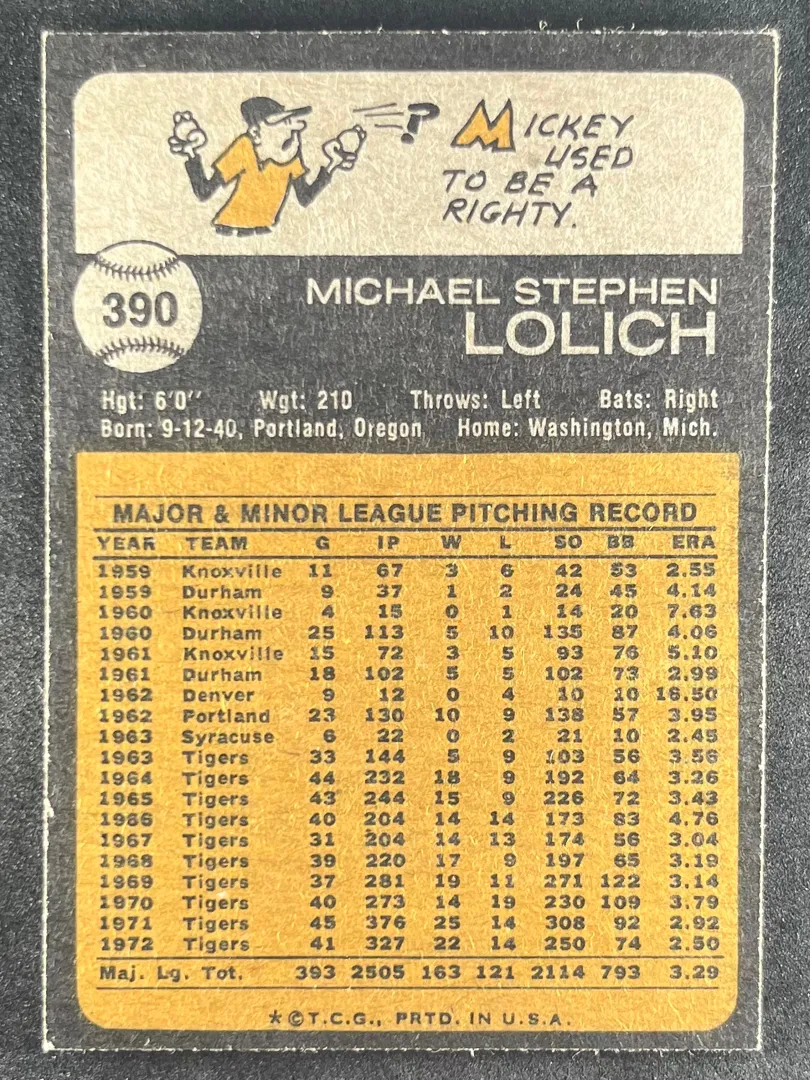 ?
MICKEY
USED
TO BE A
RIGHTY.
390
MICHAEL STEPHEN
LOLICH
Hgt: 6'0" Wgt: 210 Throws: Left Bats: Right
Born: 9-12-40, Portland, Oregon Home: Washington, Mich.
MAJOR & MINOR LEAGUE PITCHING RECORD
YEAR TEAM G IP W L SO BB ERA
1959 Knoxville 11 67 3 6 42 53 2.55
1959 Durham 9 37 1 2 24 45 4.14
1960 Knoxville 4 15 0 1 14 20 7.63
1960 Durham 25 113 5 10 135 87 4.06
1961 Knoxville 15 72 3 5 93 76 5.10
1961 Durham 18 102 5 5 102 73 2.99
1962 Denver 9 12 0 4 10 10 16.50
1962 Portland 23 130 10 9 138 57 3.95
1963 Syracuse 6 22 0 2 21 10 2.45
1963 Tigers 33 144 5 9 103 56 3.56
1964 Tigers 44 232 18 9 192 64 3.26
1965 Tigers 43 244 15 9 226 72 3.43
1966 Tigers 40 204 14 14 173 83 4.76
1967 Tigers 31 204 14 13 174 56 3.04
1968 Tigers 39 220 17 9 197 65 3.19
1969 Tigers 37 281 19 11 271 122 3.14
1970 Tigers 40 273 14 19 230 109 3.79
1971 Tigers 45 376 25 14 308 92 2.92
1972 Tigers 41 327 22 14 250 74 2.50
Maj. Lg. Tot. 393 2505 163 121 2114 793 3.29
*©T.C.G., PRTD. IN U.S.A.